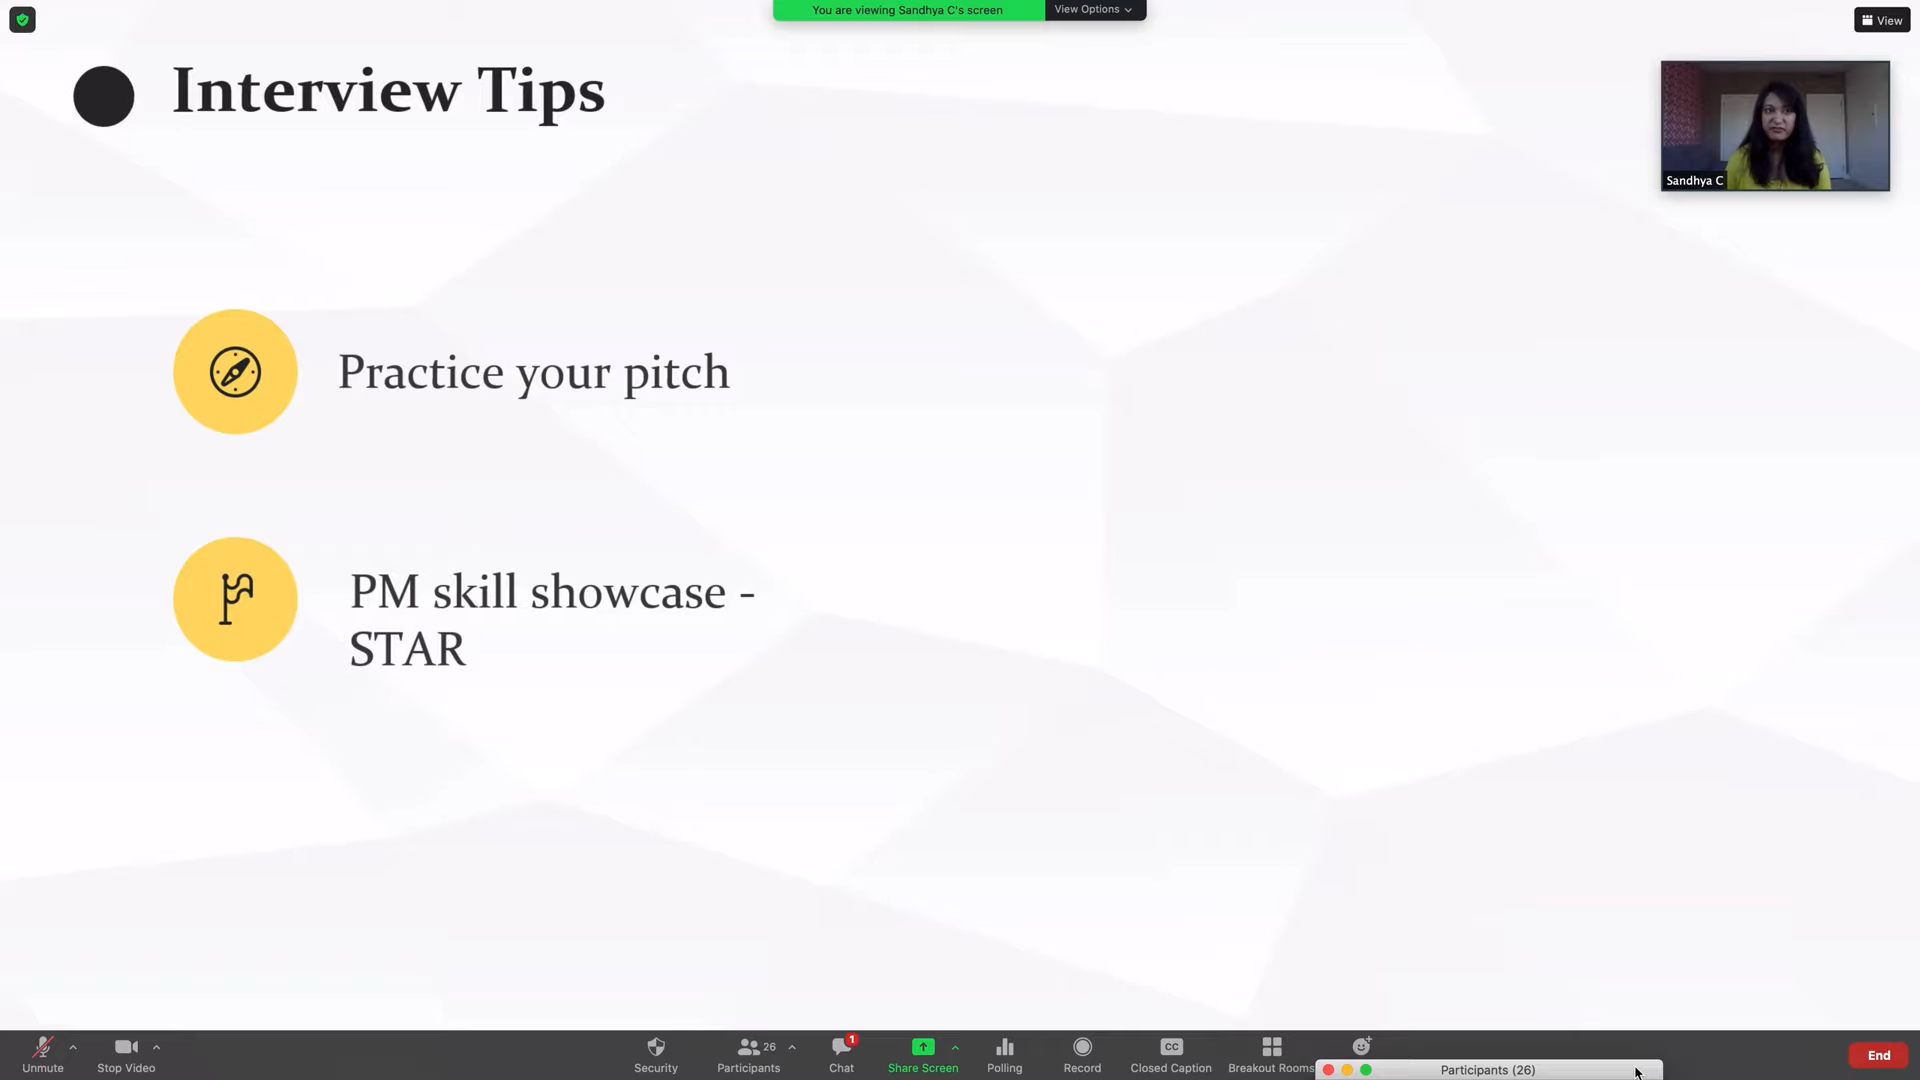 You are viewing Sandhya C's screen
View Options
View
Interview Tips
Sandhya C
Practice your pitch
PM skill showcase -
STAR
Unmute
Stop Video
Security
26
Participants
1
Chat
Share Screen
Polling
Record
CC
Closed Caption
Breakout Rooms
Participants (26)
End